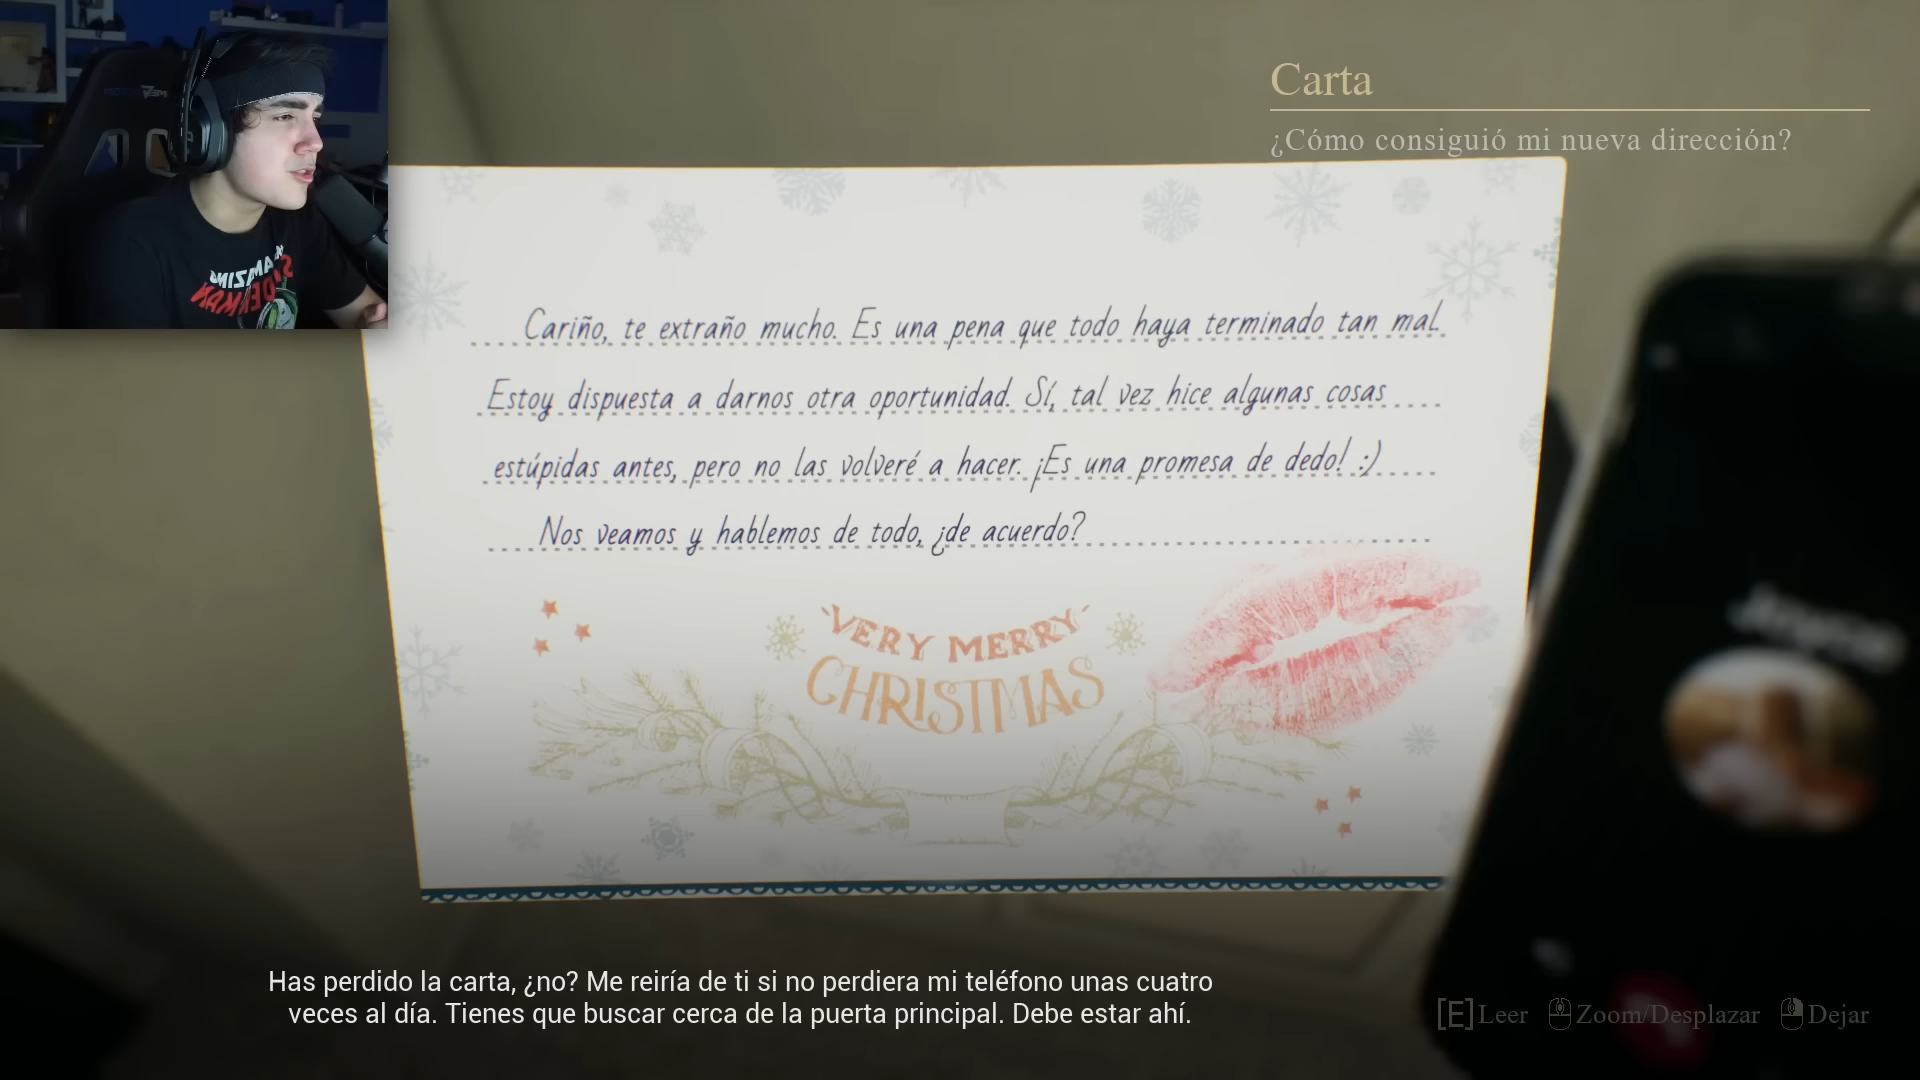 Carta
¿Cómo consiguió mi nueva dirección?
Cariño, te extraño mucho. Es una pena que todo haya terminado tan mal.
Estoy dispuesta a darnos otra oportunidad. Sí, tal vez hice algunas cosas
estúpidas antes, pero no las volveré a hacer. ¡Es una promesa de dedo! :)
Nos veamos y hablemos de todo, ¿de acuerdo?
VERY MERRY
CHRISTMAS
Has perdido la carta, ¿no? Me reiría de ti si no perdiera mi teléfono unas cuatro
veces al día. Tienes que buscar cerca de la puerta principal. Debe estar ahí.
[E] Leer Zoom/Desplazar Dejar